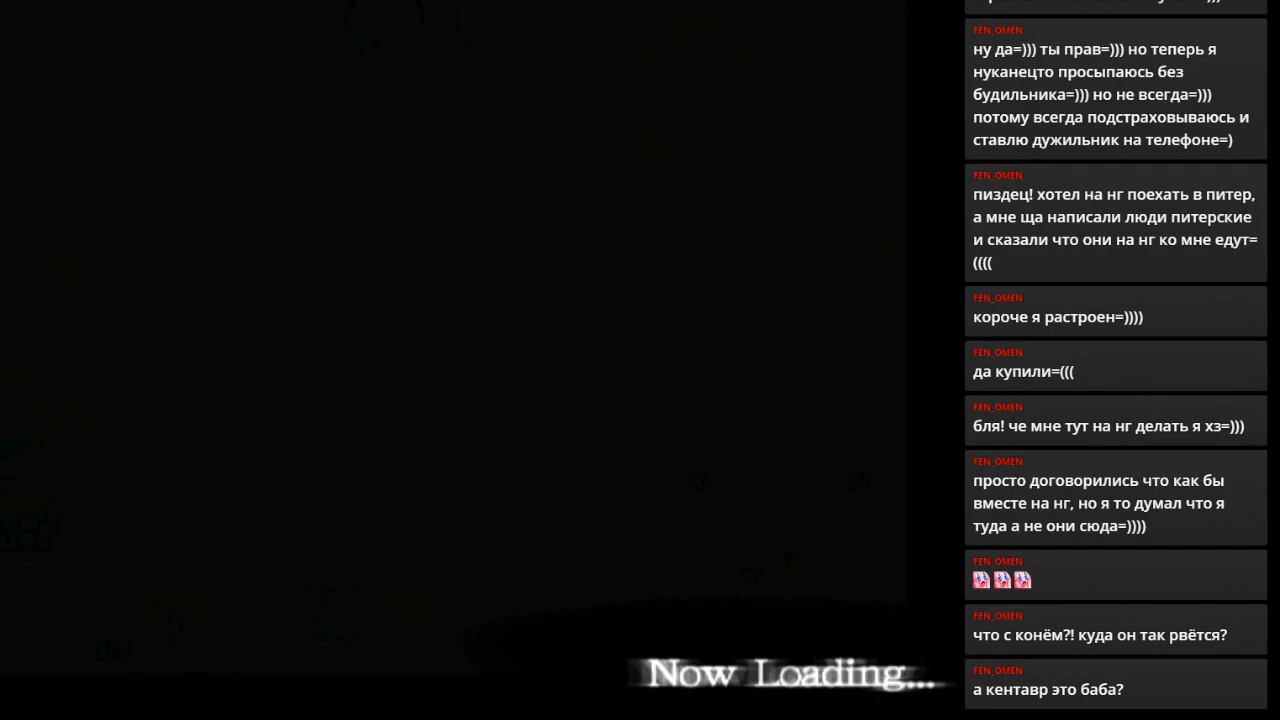 FEN_OMEN
ну да=))) ты прав=))) но теперь я
нуканецто просыпаюсь без
будильника=))) но не всегда=)))
потому всегда подстраховываюсь и
ставлю дужильник на телефоне=)
FEN_OMEN
пиздец! хотел на нг поехать в питер,
а мне ща написали люди питерские
и сказали что они на нг ко мне едут=
((((
FEN_OMEN
короче я растроен=))))
FEN_OMEN
да купили=(((
FEN_OMEN
бля! че мне тут на нг делать я хз=)))
FEN_OMEN
просто договорились что как бы
вместе на нг, но я то думал что я
туда а не они сюда=))))
FEN_OMEN
FEN_OMEN
что с конём?! куда он так рвётся?
FEN_OMEN
а кентавр это баба?
Now Loading...